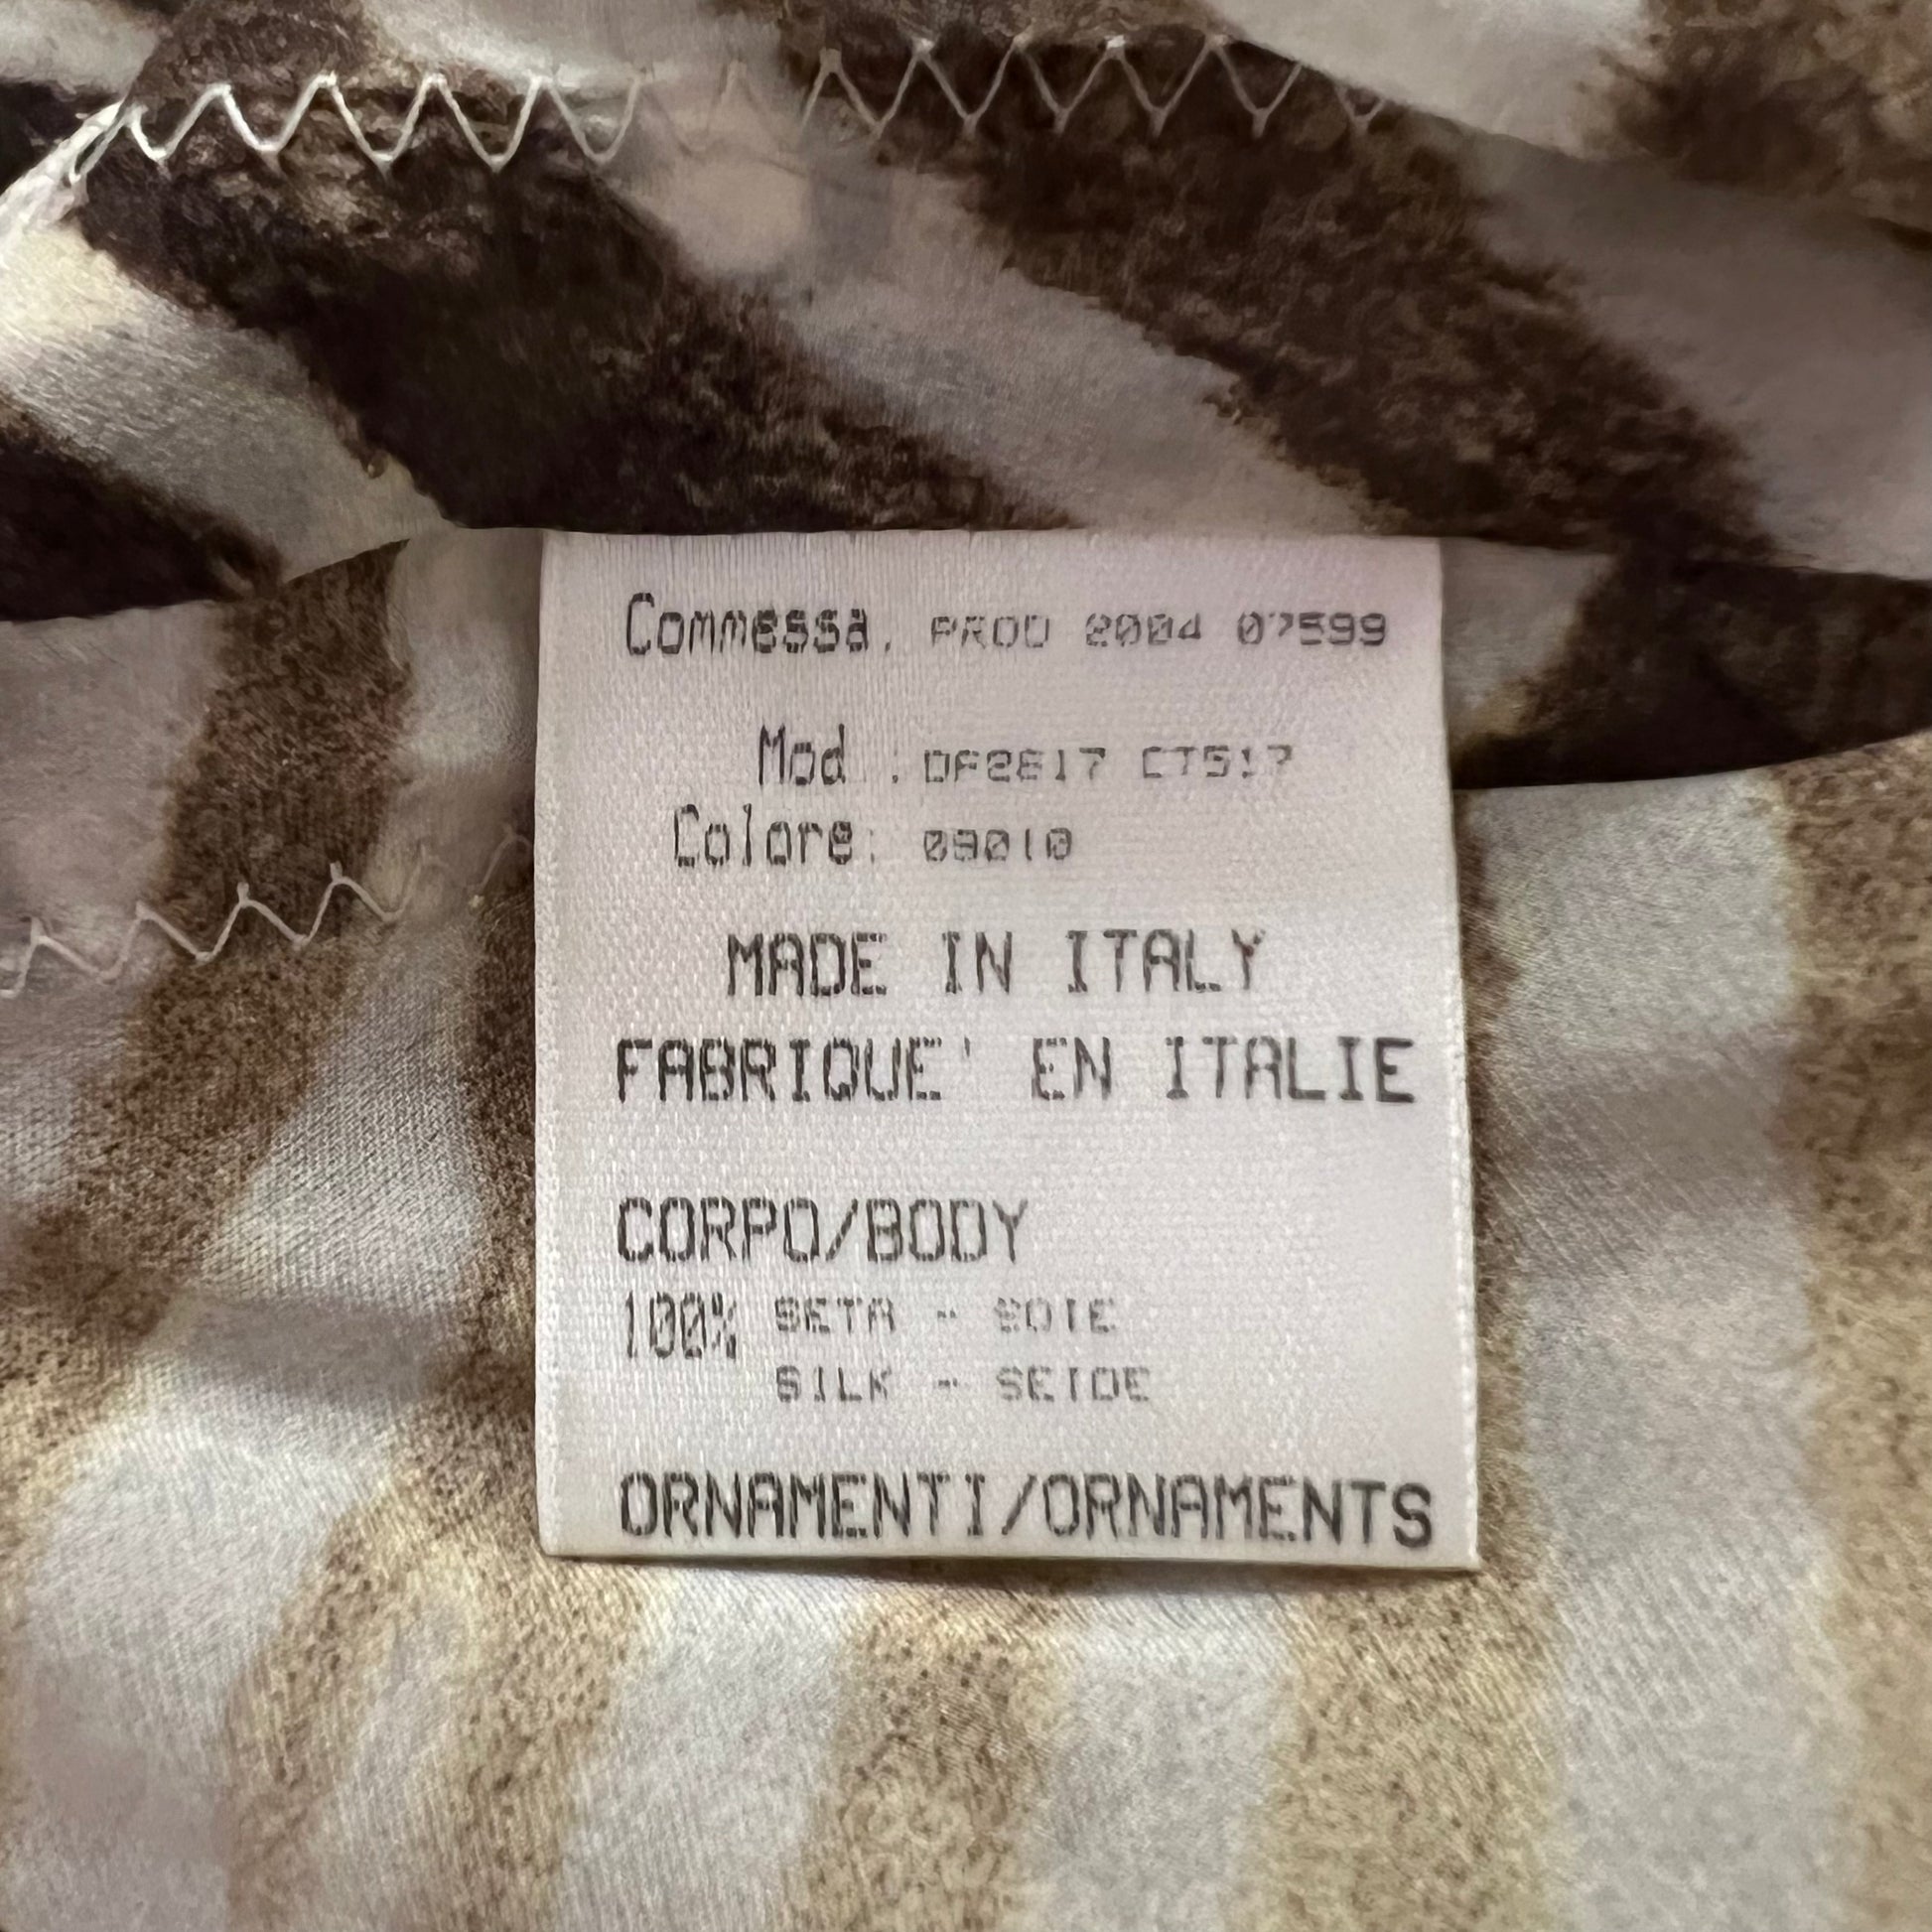 Commessa. PROD 2004 07599
Mod : DF2817 CT517
Colore: 09010
MADE IN ITALY
FABRIQUE' EN ITALIE
CORPO/BODY
100% SETA - SOIE
SILK - SEIDE
ORNAMENTI/ORNAMENTS